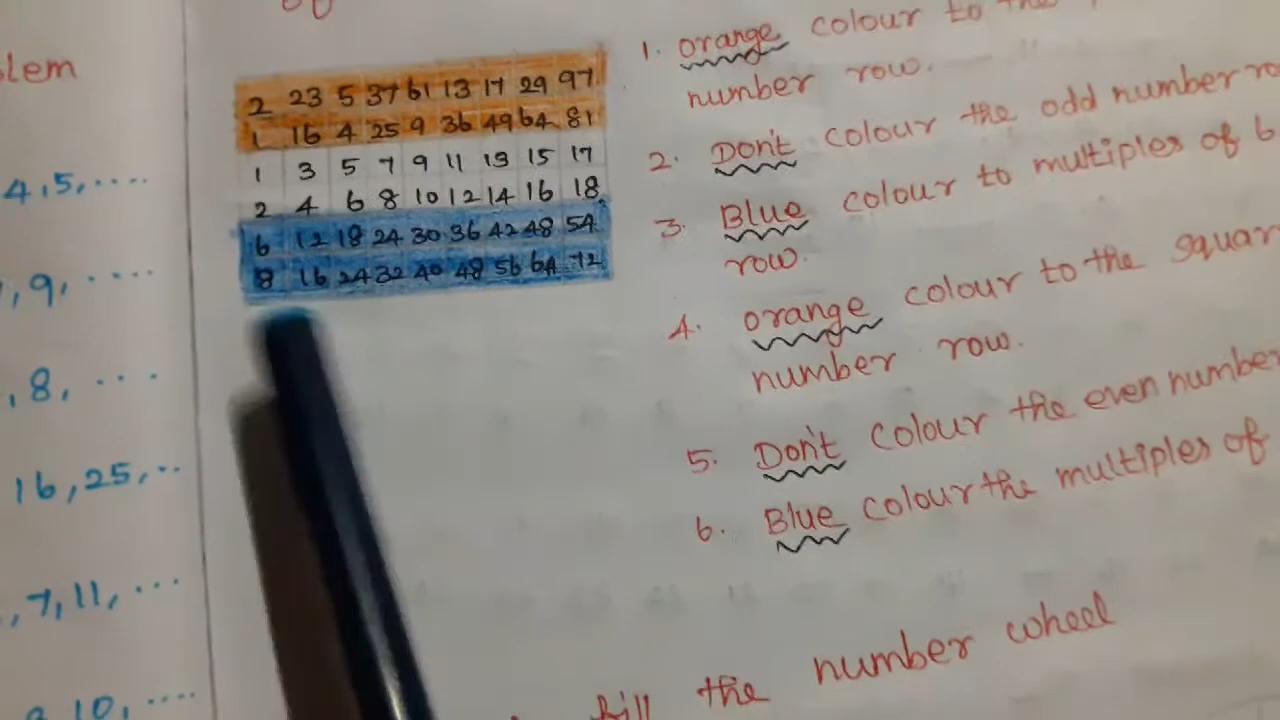 4,5,....
,9,....
,8,...
16,25,..
,7,11,...
,10,....
2 23 5 37 61 13 17 29 97
1 16 4 25 9 36 49 64 81
1 3 5 7 9 11 13 15 17
2 4 6 8 10 12 14 16 18
6 12 18 24 30 36 42 48 54
8 16 24 32 40 48 56 64 72
1. orange colour to the
number row.
2. Don't colour the odd number
3. Blue colour to multiples of 6
row.
4. orange colour to the squar
number row.
5. Don't colour the even number
6. Blue colour the multiples of
fill the number wheel